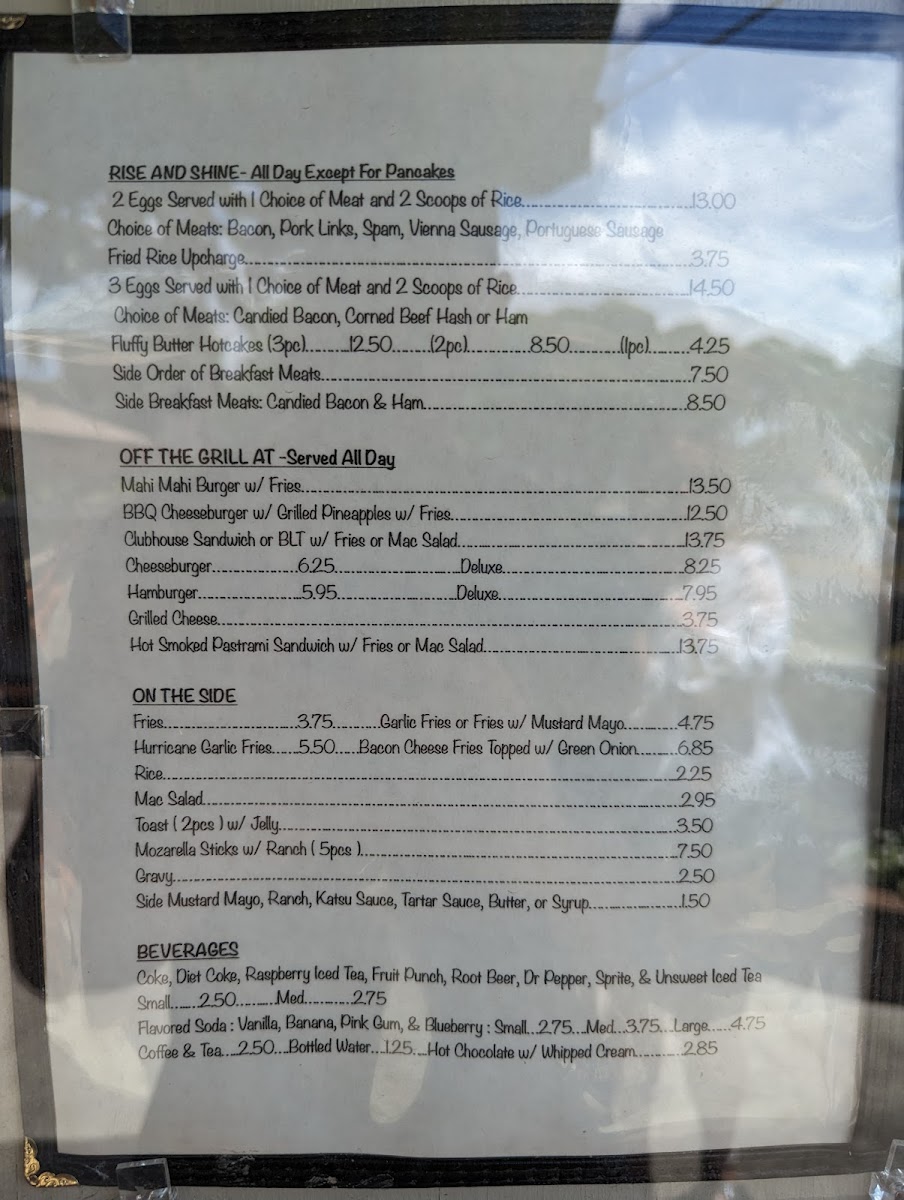 RISE AND SHINE- All Day Except For Pancakes
2 Eggs Served with 1 Choice of Meat and 2 Scoops of Rice..........13.00
Choice of Meats: Bacon, Pork Links, Spam, Vienna Sausage, Portuguese Sausage
Fried Rice Upcharge..........3.75
3 Eggs Served with 1 Choice of Meat and 2 Scoops of Rice..........14.50
Choice of Meats: Candied Bacon, Corned Beef Hash or Ham
Fluffy Butter Hotcakes (3pc)..........12.50..........(2pc)..........8.50..........(1pc)..........4.25
Side Order of Breakfast Meats..........7.50
Side Breakfast Meats: Candied Bacon & Ham..........8.50
OFF THE GRILL AT -Served All Day
Mahi Mahi Burger w/ Fries..........13.50
BBQ Cheeseburger w/ Grilled Pineapples w/ Fries..........12.50
Clubhouse Sandwich or BLT w/ Fries or Mac Salad..........13.75
Cheeseburger..........6.25..........Deluxe..........8.25
Hamburger..........5.95..........Deluxe..........7.95
Grilled Cheese..........3.75
Hot Smoked Pastrami Sandwich w/ Fries or Mac Salad..........13.75
ON THE SIDE
Fries..........3.75..........Garlic Fries or Fries w/ Mustard Mayo..........4.75
Hurricane Garlic Fries.....5.50.....Bacon Cheese Fries Topped w/ Green Onion..........6.85
Rice..........2.25
Mac Salad..........2.95
Toast ( 2pcs ) w/ Jelly..........3.50
Mozarella Sticks w/ Ranch ( 5pcs )..........7.50
Gravy..........2.50
Side Mustard Mayo, Ranch, Katsu Sauce, Tartar Sauce, Butter, or Syrup..........1.50
BEVERAGES
Coke, Diet Coke, Raspberry Iced Tea, Fruit Punch, Root Beer, Dr Pepper, Sprite, & Unsweet Iced Tea
Small.......2.50.........Med..........2.75
Flavored Soda : Vanilla, Banana, Pink Gum, & Blueberry : Small...2.75...Med...3.75...Large.....4.75
Coffee & Tea....2.50...Bottled Water...1.25....Hot Chocolate w/ Whipped Cream..........2.85